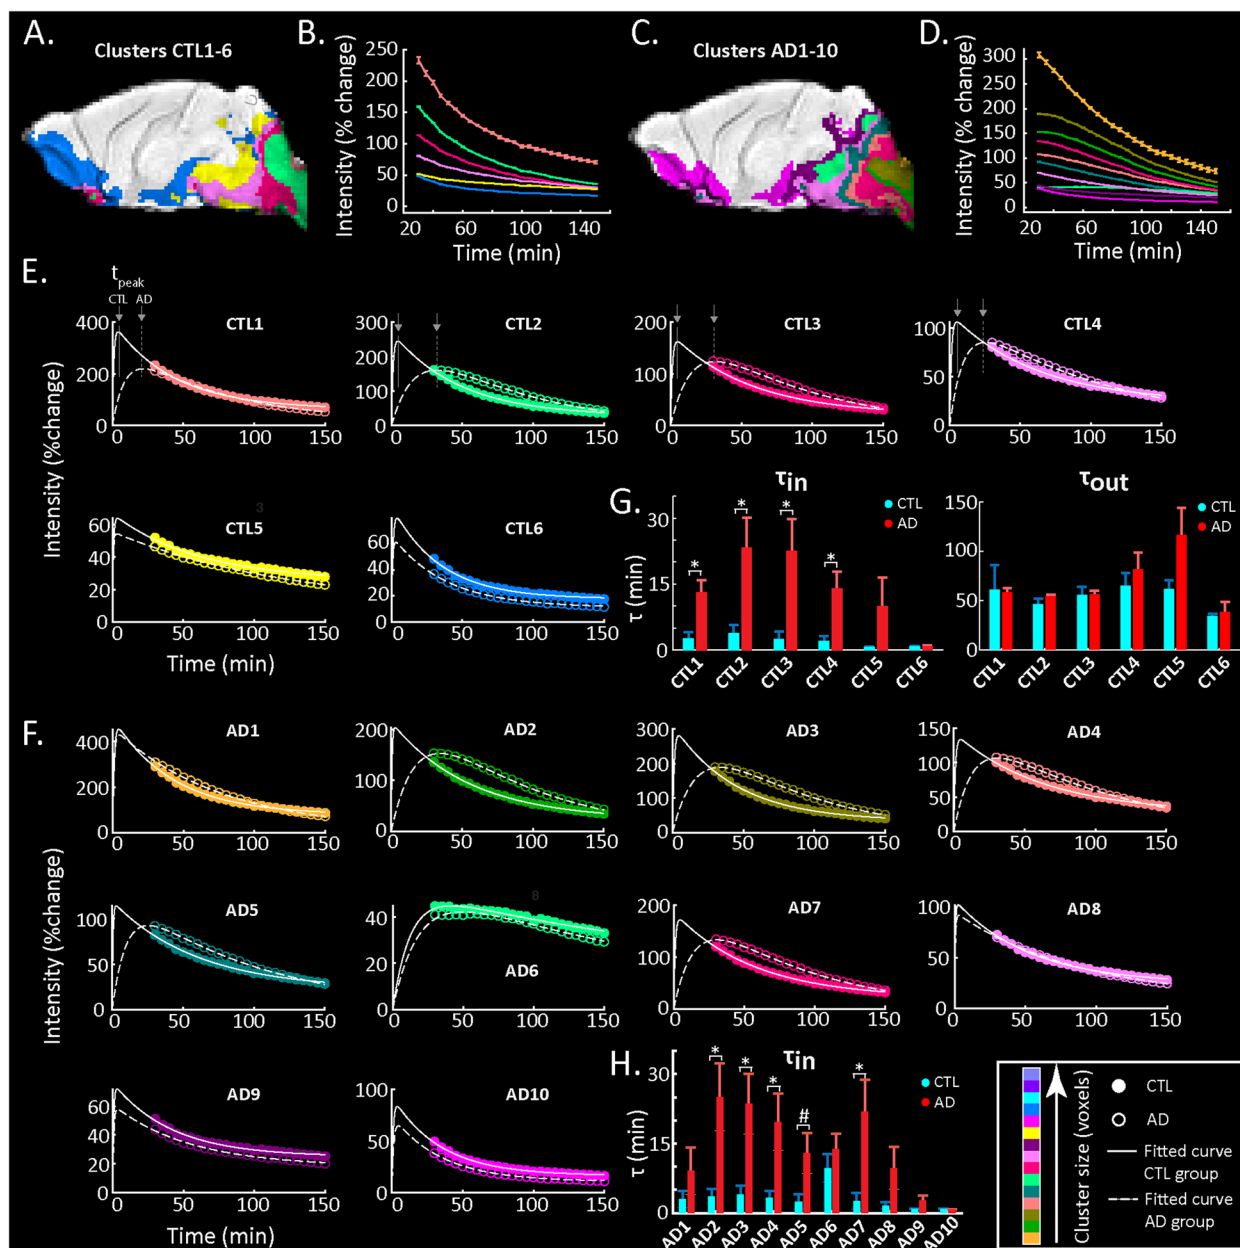 A.
Clusters CTL1-6
B.
Intensity (% change)
250
200
150
100
50
0
20
60
100
140
Time (min)
C.
Clusters AD1-10
D.
Intensity (% change)
300
250
200
150
100
50
0
20
60
100
140
Time (min)
E.
Intensity (%change)
t peak
CTL AD
CTL1
400
200
0
0 50 100 150
CTL2
300
200
100
0
0 50 100 150
CTL3
200
100
0
0 50 100 150
CTL4
100
50
0
0 50 100 150
CTL5
3
60
40
20
0
0 50 100 150
Time (min)
CTL6
60
40
20
0
0 50 100 150
G.
τin
τ (min)
30
15
0
CTL
AD
* * * *
CTL1 CTL2 CTL3 CTL4 CTL5 CTL6
τout
150
100
50
0
CTL
AD
CTL1 CTL2 CTL3 CTL4 CTL5 CTL6
F.
Intensity (%change)
AD1
400
200
0
0 50 100 150
AD2
200
100
0
0 50 100 150
AD3
300
200
100
0
0 50 100 150
AD4
150
100
50
0
0 50 100 150
AD5
100
50
0
0 50 100 150
8
AD6
40
20
0
0 50 100 150
AD7
200
100
0
0 50 100 150
AD8
100
50
0
0 50 100 150
AD9
60
40
20
0
0 50 100 150
Time (min)
AD10
100
50
0
0 50 100 150
H.
τin
τ (min)
30
15
0
CTL
AD
* * * # *
AD1 AD2 AD3 AD4 AD5 AD6 AD7 AD8 AD9 AD10
Cluster size (voxels)
CTL
AD
Fitted curve
CTL group
Fitted curve
AD group